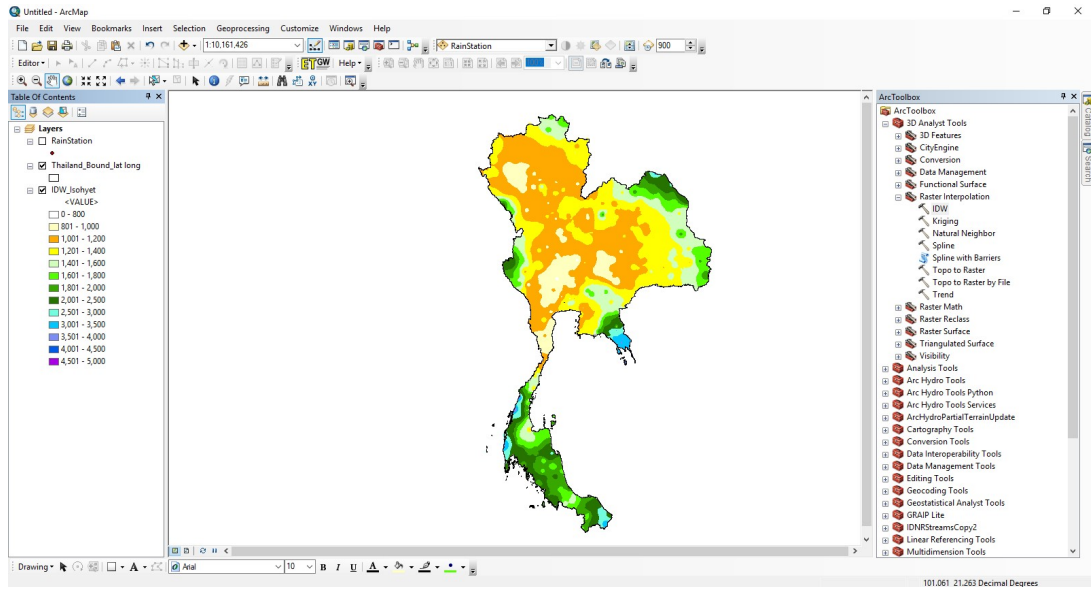 Untitled - ArcMap
File Edit View Bookmarks Insert Selection Geoprocessing Customize Windows Help
1:10,161,426 RainStation 900
Editor ETGW Help
Table Of Contents
Layers
RainStation
Thailand_Bound_lat long
IDW_Isohyet
<VALUE>
0 - 800
801 - 1,000
1,001 - 1,200
1,201 - 1,400
1,401 - 1,600
1,601 - 1,800
1,801 - 2,000
2,001 - 2,500
2,501 - 3,000
3,001 - 3,500
3,501 - 4,000
4,001 - 4,500
4,501 - 5,000
ArcToolbox
ArcToolbox
3D Analyst Tools
3D Features
CityEngine
Conversion
Data Management
Functional Surface
Raster Interpolation
IDW
Kriging
Natural Neighbor
Spline
Spline with Barriers
Topo to Raster
Topo to Raster by File
Trend
Raster Math
Raster Reclass
Raster Surface
Triangulated Surface
Visibility
Analysis Tools
Arc Hydro Tools
Arc Hydro Tools Python
Arc Hydro Tools Services
ArcHydroPartialTerrainUpdate
Cartography Tools
Conversion Tools
Data Interoperability Tools
Data Management Tools
Editing Tools
Geocoding Tools
Geostatistical Analyst Tools
GRAIP Lite
IDNRStreamsCopy2
Linear Referencing Tools
Multidimension Tools
Catalog
Search
Drawing A Arial 10 B I U A
101.061 21.263 Decimal Degrees